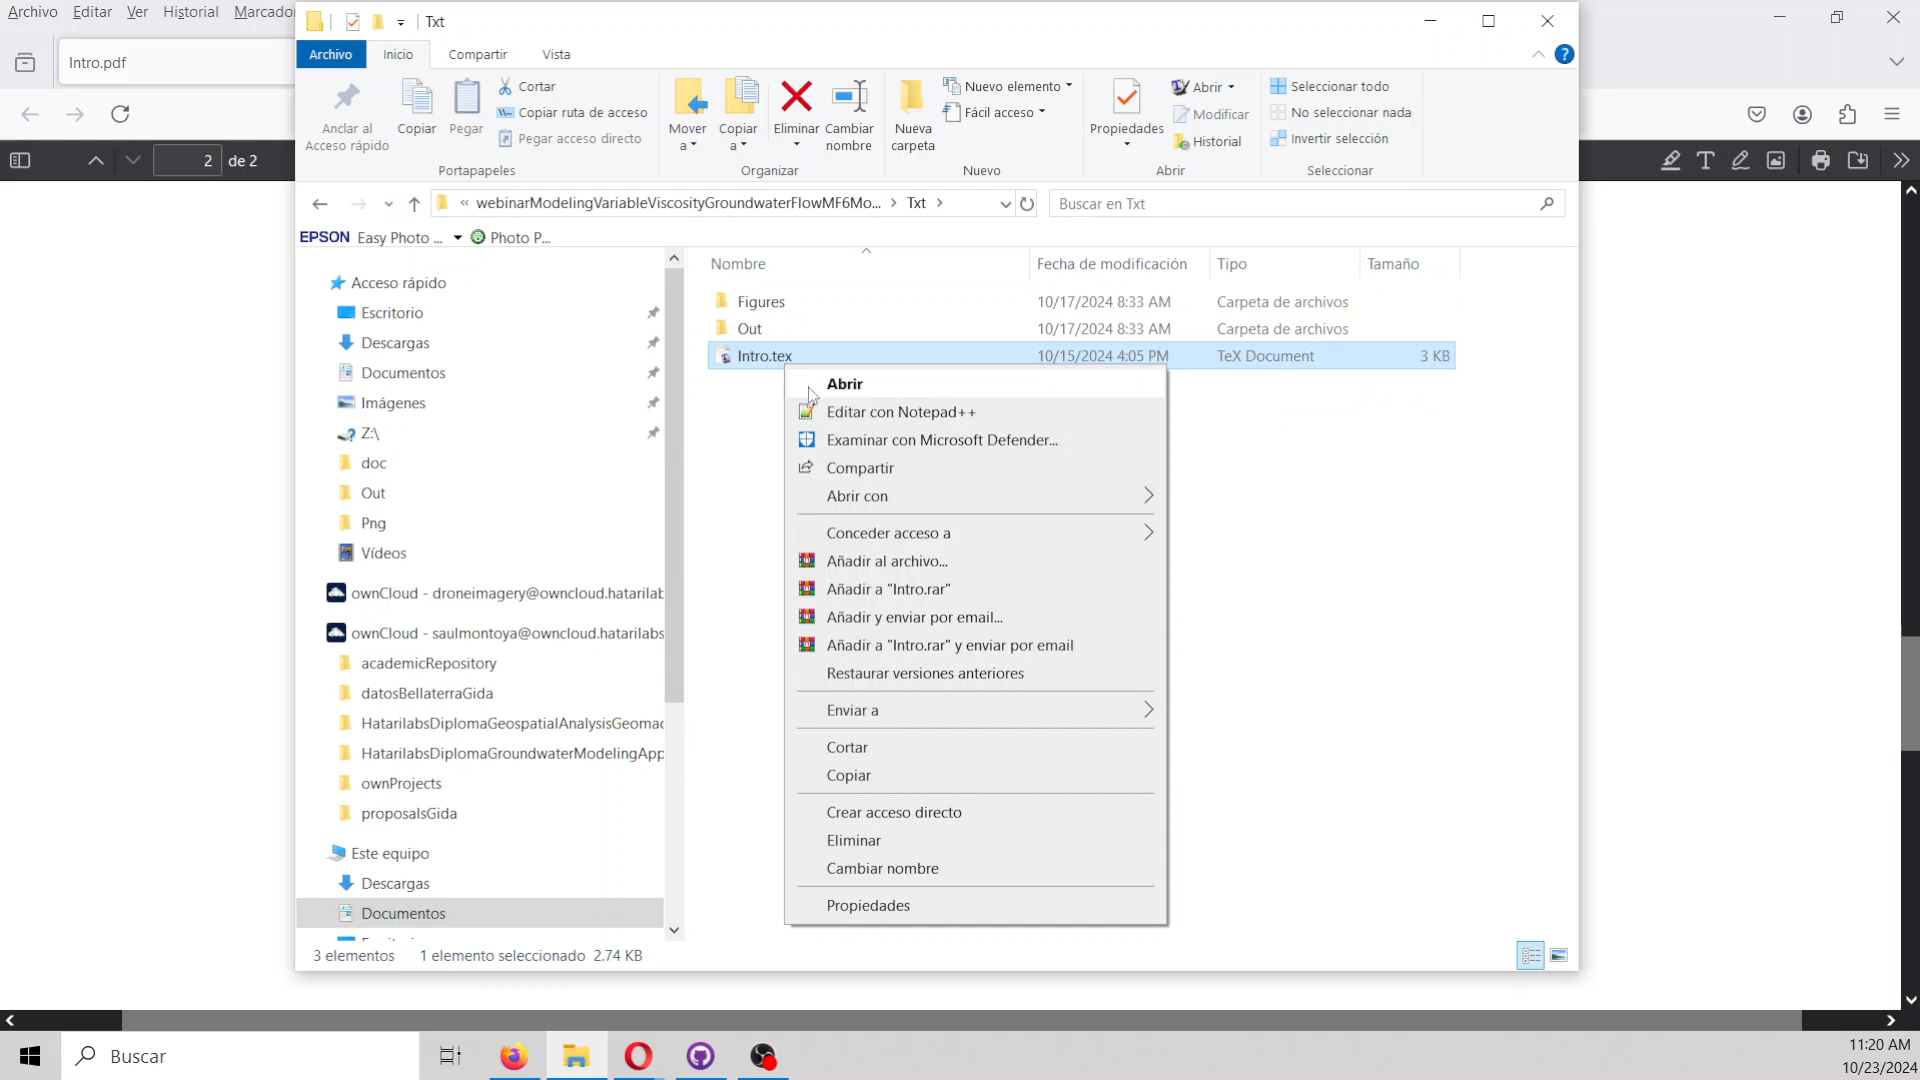 Archivo Editar Ver Historial Marcado
Txt
Intro.pdf
Archivo Inicio Compartir Vista
Anclar al Acceso rápido
Copiar
Pegar
Cortar
Copiar ruta de acceso
Pegar acceso directo
Portapapeles
Mover a
Copiar a
Eliminar
Cambiar nombre
Organizar
Nueva carpeta
Nuevo elemento
Fácil acceso
Nuevo
Propiedades
Abrir
Modificar
Historial
Abrir
Seleccionar todo
No seleccionar nada
Invertir selección
Seleccionar
2 de 2
« webinarModelingVariableViscosityGroundwaterFlowMF6Mo... > Txt >
Buscar en Txt
EPSON Easy Photo ... Photo P...
Nombre Fecha de modificación Tipo Tamaño
Figures 10/17/2024 8:33 AM Carpeta de archivos
Out 10/17/2024 8:33 AM Carpeta de archivos
Intro.tex 10/15/2024 4:05 PM TeX Document 3 KB
Acceso rápido
Escritorio
Descargas
Documentos
Imágenes
Z:\
doc
Out
Png
Vídeos
ownCloud - droneimagery@owncloud.hatarilab
ownCloud - saulmontoya@owncloud.hatarilabs
academicRepository
datosBellaterraGida
HatarilabsDiplomaGeospatialAnalysisGeomac
HatarilabsDiplomaGroundwaterModelingApp
ownProjects
proposalsGida
Este equipo
Descargas
Documentos
Abrir
Editar con Notepad++
Examinar con Microsoft Defender...
Compartir
Abrir con
Conceder acceso a
Añadir al archivo...
Añadir a "Intro.rar"
Añadir y enviar por email...
Añadir a "Intro.rar" y enviar por email
Restaurar versiones anteriores
Enviar a
Cortar
Copiar
Crear acceso directo
Eliminar
Cambiar nombre
Propiedades
3 elementos 1 elemento seleccionado 2.74 KB
Buscar
11:20 AM
10/23/2024